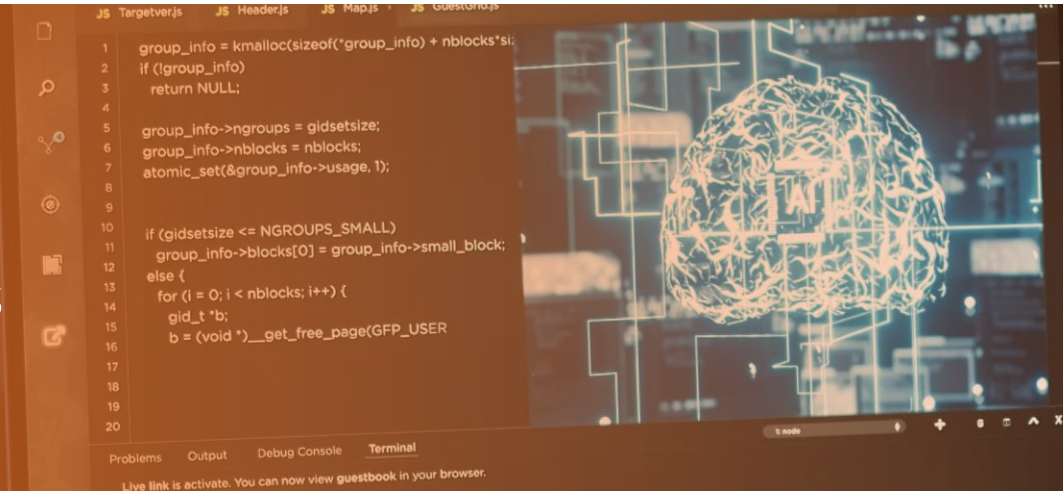 JS Targetver.js
JS Header.js
JS Map.js
JS GuestGrid.js
4
1 group_info = kmalloc(sizeof(*group_info) + nblocks*si
2 if (!group_info)
3 return NULL;
4
5 group_info->ngroups = gidsetsize;
6 group_info->nblocks = nblocks;
7 atomic_set(&group_info->usage, 1);
8
9
10 if (gidsetsize <= NGROUPS_SMALL)
11 group_info->blocks[0] = group_info->small_block;
12 else {
13 for (i = 0; i < nblocks; i++) {
14 gid_t *b;
15 b = (void *)__get_free_page(GFP_USER
16
17
18
19
20
AI
Problems Output Debug Console Terminal
1: node
Live link is activate. You can now view guestbook in your browser.